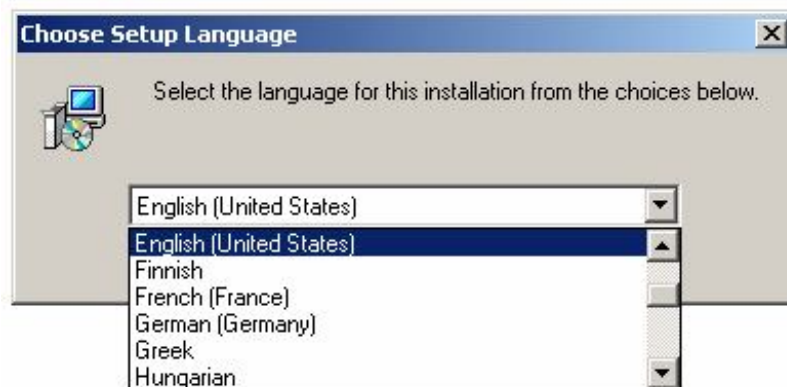 Choose Setup Language
Select the language for this installation from the choices below.
English (United States)
English (United States)
Finnish
French (France)
German (Germany)
Greek
Hungarian